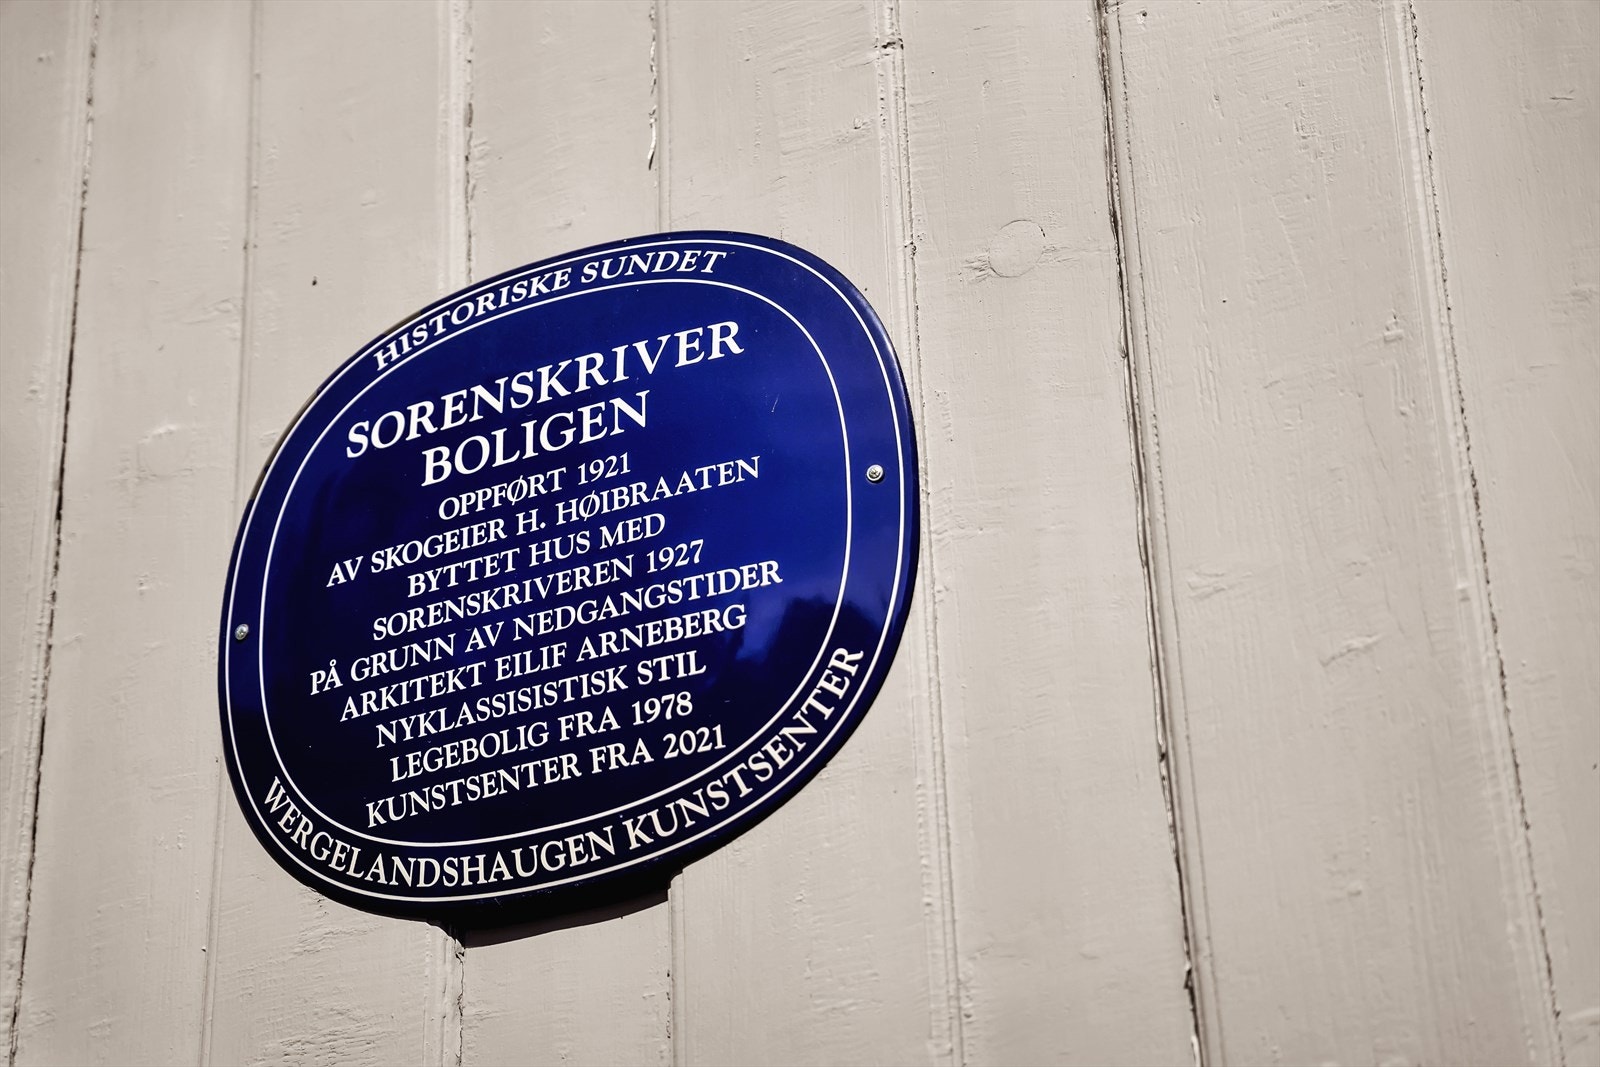 HISTORISKE SUNDET
SORENSKRIVER
BOLIGEN
OPPFØRT 1921
AV SKOGEIER H. HØIBRAATEN
BYTTET HUS MED
SORENSKRIVEREN 1927
PÅ GRUNN AV NEDGANGSTIDER
ARKITEKT EILIF ARNEBERG
NYKLASSISISTISK STIL
LEGEBOLIG FRA 1978
KUNSTSENTER FRA 2021
WERGELANDSHAUGEN KUNSTSENTER